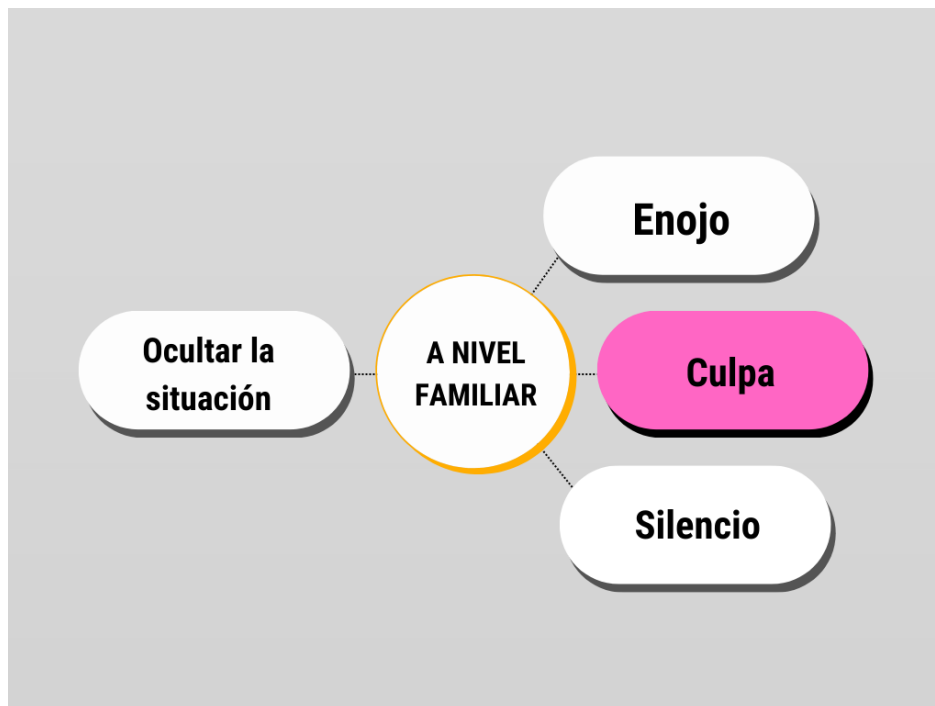 Ocultar la
situación
A NIVEL
FAMILIAR
Enojo
Culpa
Silencio